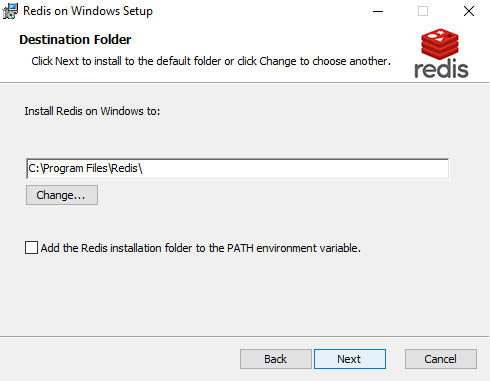 Redis on Windows Setup
Destination Folder
Click Next to install to the default folder or click Change to choose another.
redis
Install Redis on Windows to:
C:\Program Files\Redis\
Change...
Add the Redis installation folder to the PATH environment variable.
Back
Next
Cancel